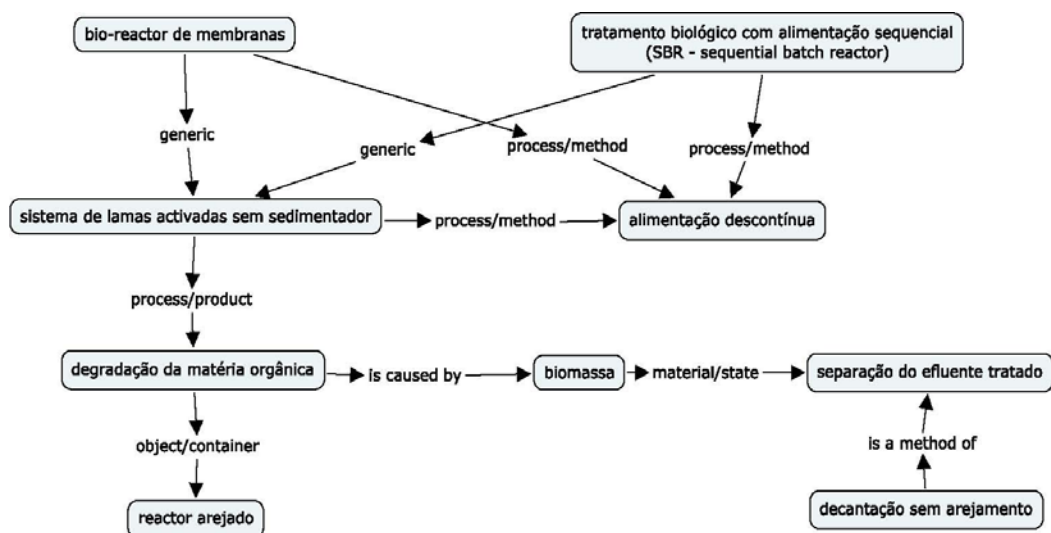 bio-reactor de membranas
tratamento biológico com alimentação sequencial
(SBR - sequential batch reactor)
generic
generic
process/method
process/method
sistema de lamas activadas sem sedimentador
process/method
alimentação descontínua
process/product
degradação da matéria orgânica
is caused by
biomassa
material/state
separação do efluente tratado
object/container
is a method of
reactor arejado
decantação sem arejamento